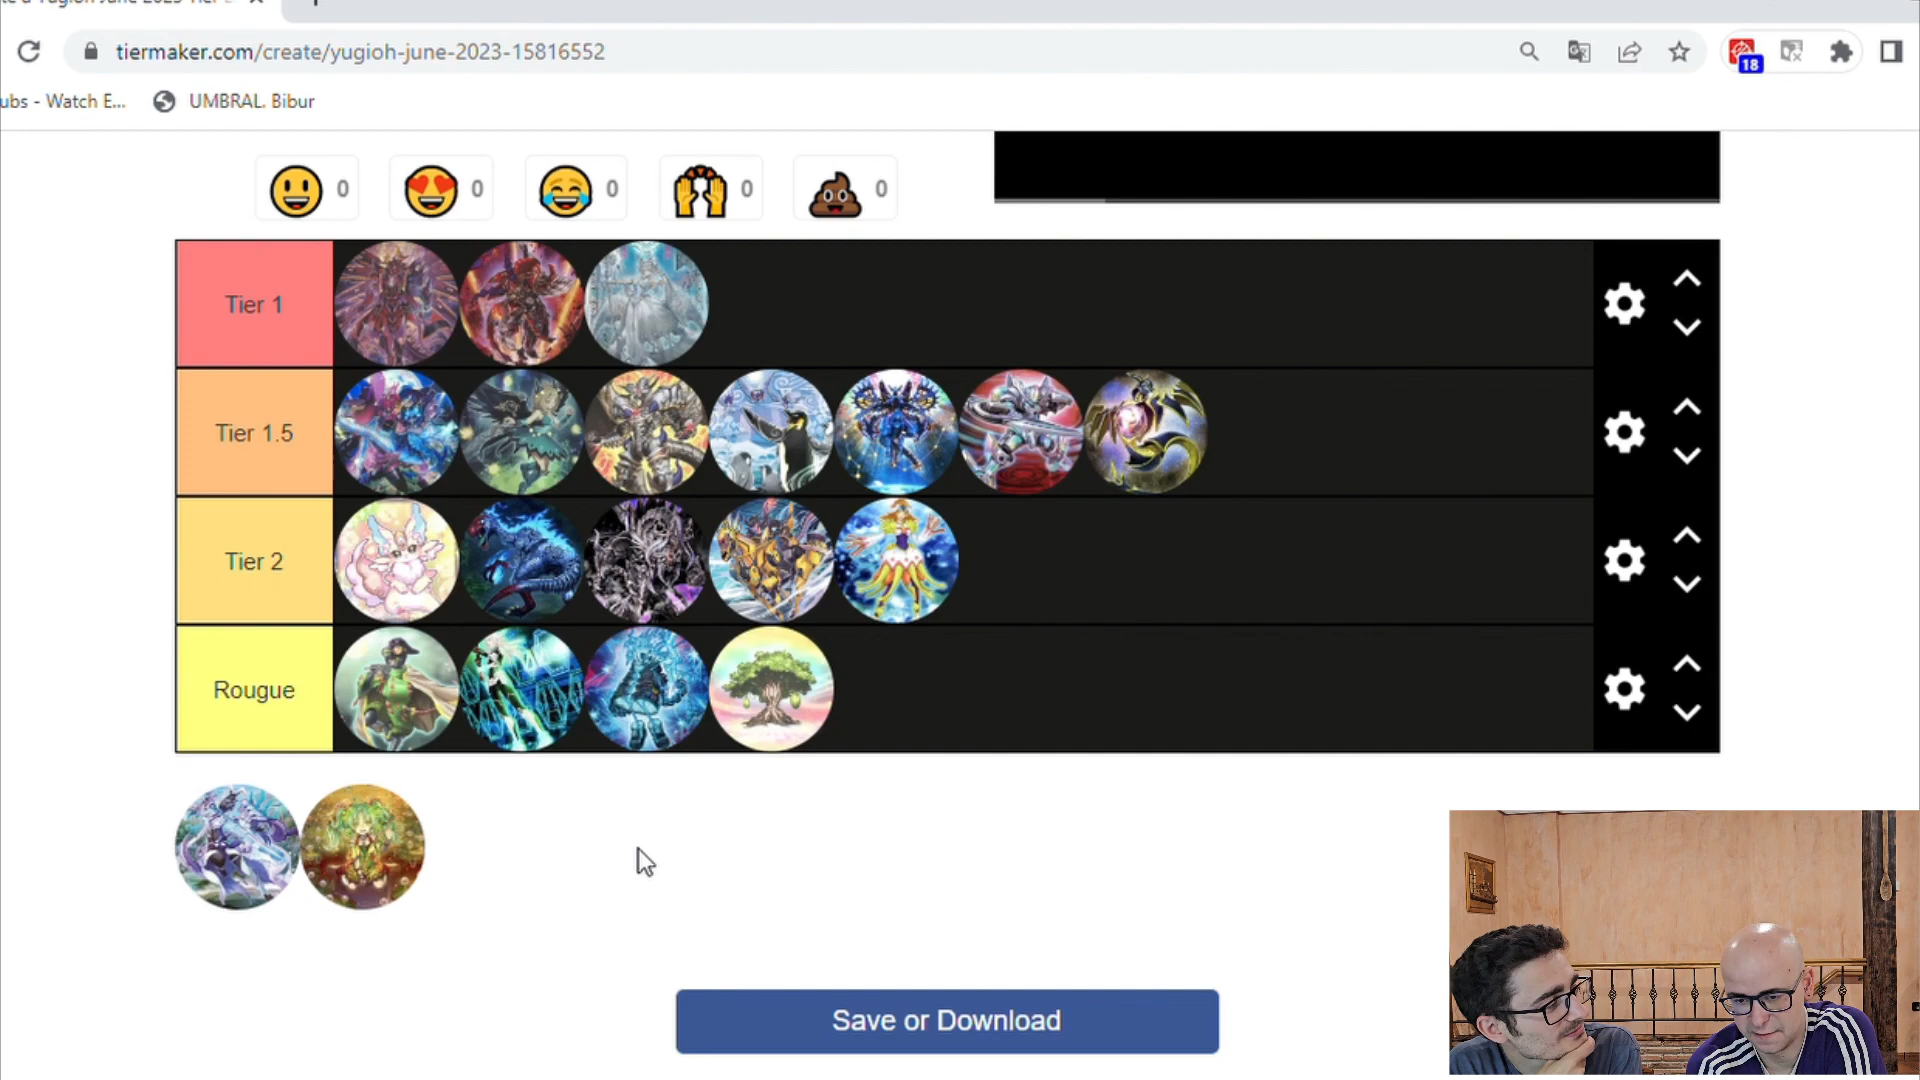 tiermaker.com/create/yugioh-june-2023-15816552
18
ubs - Watch E...
UMBRAL. Bibur
0
0
0
0
0
Tier 1
Tier 1.5
Tier 2
Rougue
Save or Download